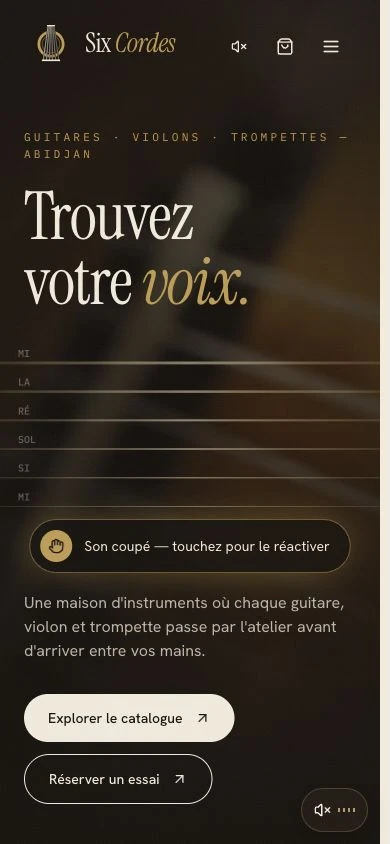 Six Cordes
GUITARES · VIOLONS · TROMPETTES —
ABIDJAN
Trouvez
votre voix.
MI
LA
RÉ
SOL
SI
MI
Son coupé — touchez pour le réactiver
Une maison d'instruments où chaque guitare,
violon et trompette passe par l'atelier avant
d'arriver entre vos mains.
Explorer le catalogue
Réserver un essai